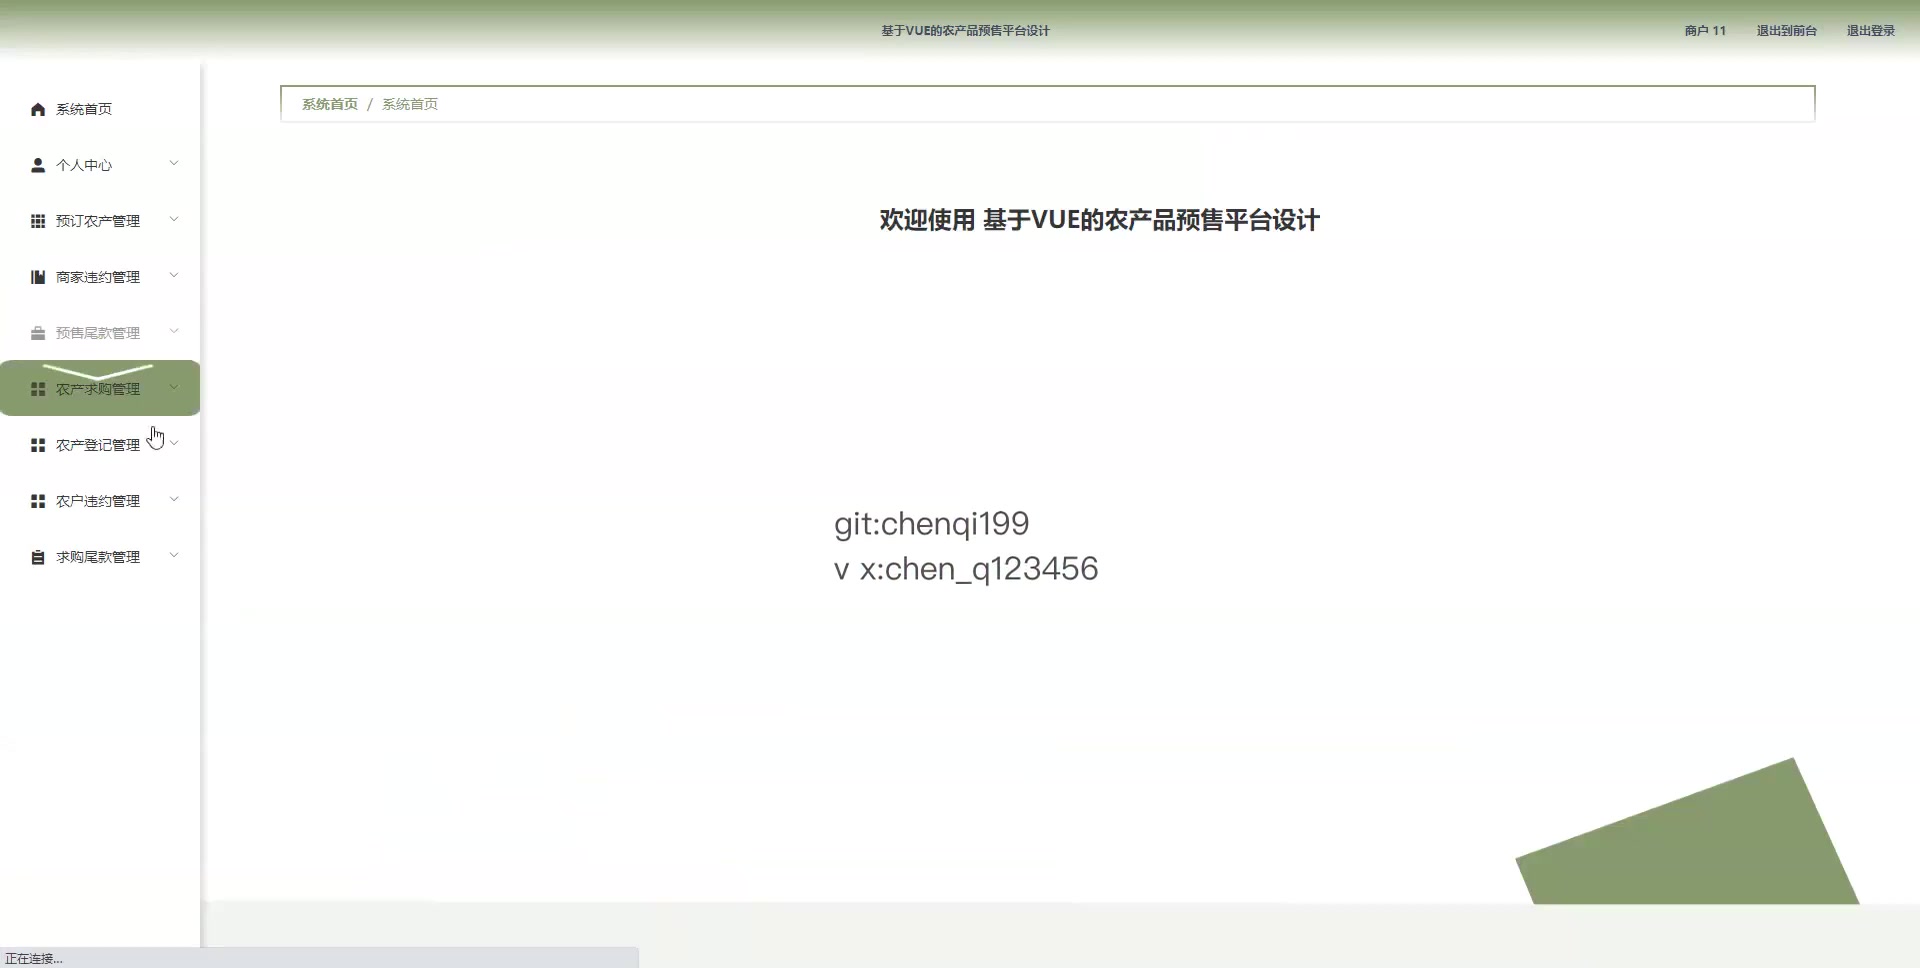 基于VUE的农产品预售平台设计
商户 11
退出到前台
退出登录
系统首页 / 系统首页
系统首页
个人中心
预订农产管理
商家违约管理
预售尾款管理
农产求购管理
农产登记管理
农户违约管理
求购尾款管理
欢迎使用 基于VUE的农产品预售平台设计
git:chenqi199
v x:chen_q123456
正在连接...